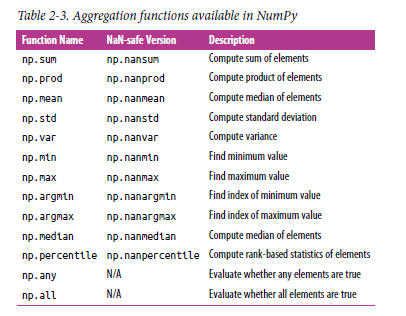 Table 2-3. Aggregation functions available in NumPy
Function Name NaN-safe Version Description
np.sum np.nansum Compute sum of elements
np.prod np.nanprod Compute product of elements
np.mean np.nanmean Compute median of elements
np.std np.nanstd Compute standard deviation
np.var np.nanvar Compute variance
np.min np.nanmin Find minimum value
np.max np.nanmax Find maximum value
np.argmin np.nanargmin Find index of minimum value
np.argmax np.nanargmax Find index of maximum value
np.median np.nanmedian Compute median of elements
np.percentile np.nanpercentile Compute rank-based statistics of elements
np.any N/A Evaluate whether any elements are true
np.all N/A Evaluate whether all elements are true